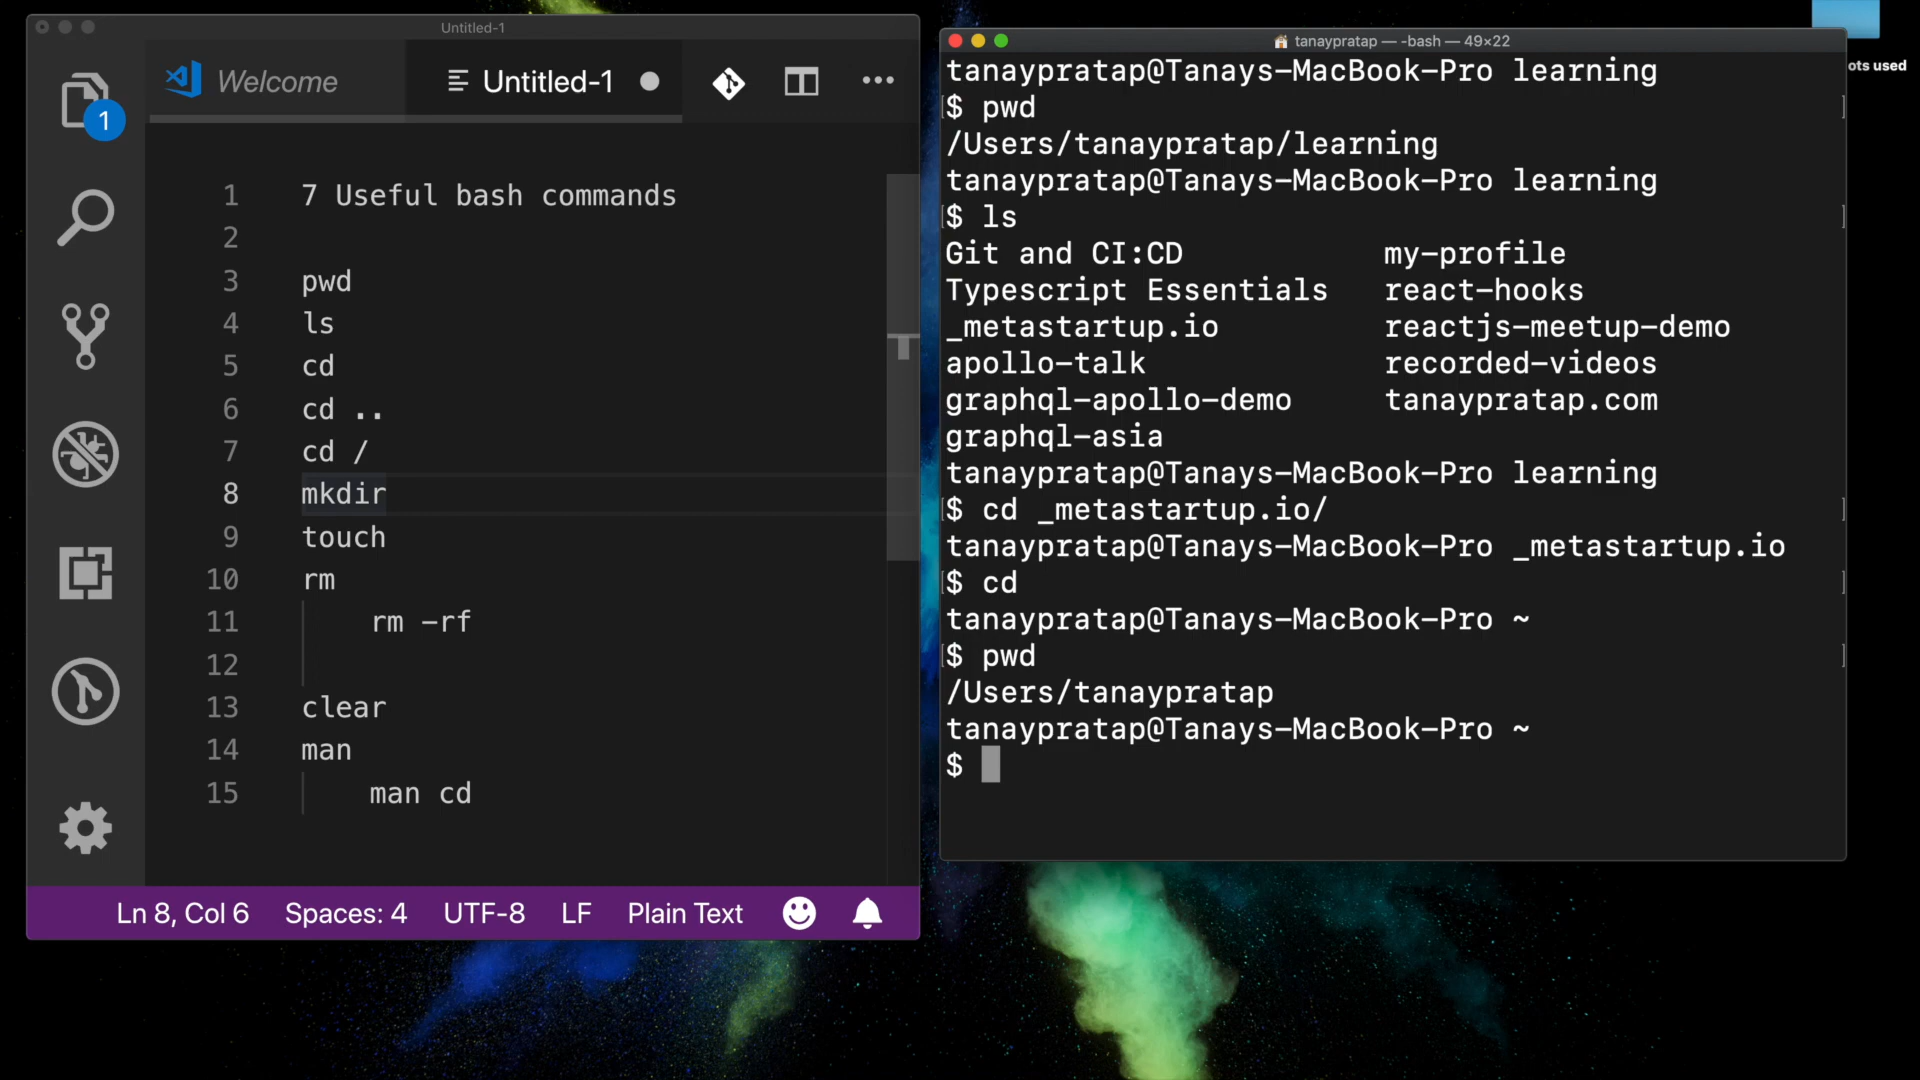 Untitled-1
Welcome
Untitled-1
1
1 7 Useful bash commands
2
3 pwd
4 ls
5 cd
6 cd ..
7 cd /
8 mkdir
9 touch
10 rm
11 rm -rf
12
13 clear
14 man
15 man cd
Ln 8, Col 6 Spaces: 4 UTF-8 LF Plain Text
tanaypratap — -bash — 49×22
tanaypratap@Tanays-MacBook-Pro learning
[$ pwd ]
/Users/tanaypratap/learning
tanaypratap@Tanays-MacBook-Pro learning
[$ ls ]
Git and CI:CD my-profile
Typescript Essentials react-hooks
_metastartup.io reactjs-meetup-demo
apollo-talk recorded-videos
graphql-apollo-demo tanaypratap.com
graphql-asia
tanaypratap@Tanays-MacBook-Pro learning
[$ cd _metastartup.io/ ]
tanaypratap@Tanays-MacBook-Pro _metastartup.io
[$ cd ]
tanaypratap@Tanays-MacBook-Pro ~
[$ pwd ]
/Users/tanaypratap
tanaypratap@Tanays-MacBook-Pro ~
$
ots used